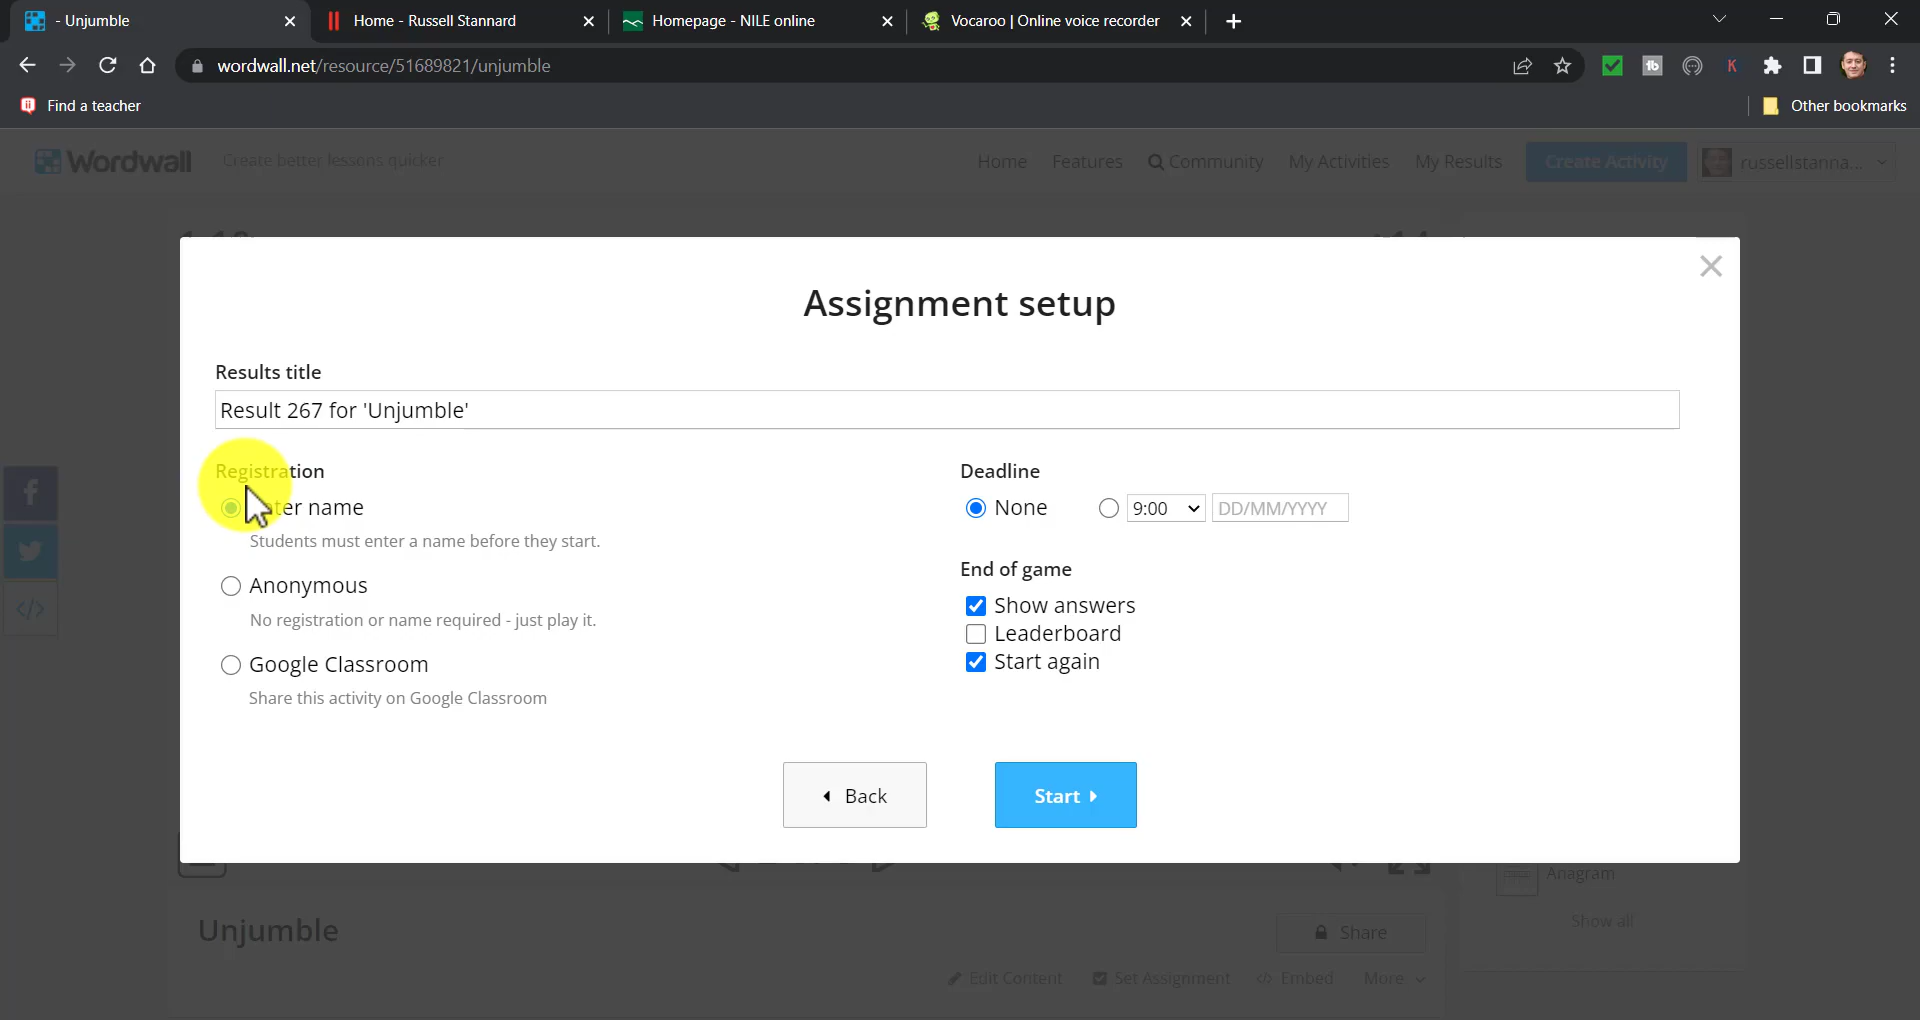 - Unjumble
Home - Russell Stannard
Homepage - NILE online
Vocaroo | Online voice recorder
wordwall.net/resource/51689821/unjumble
Find a teacher
Other bookmarks
Wordwall
Create better lessons quicker
Home
Features
Community
My Activities
My Results
Create Activity
russellstanna...
Assignment setup
Results title
Result 267 for 'Unjumble'
Registration
Deadline
ter name
None
9:00
DD/MM/YYYY
Students must enter a name before they start.
End of game
Anonymous
Show answers
No registration or name required - just play it.
Leaderboard
Google Classroom
Start again
Share this activity on Google Classroom
Back
Start
Anagram
Show all
Unjumble
Share
Edit Content
Set Assignment
Embed
More